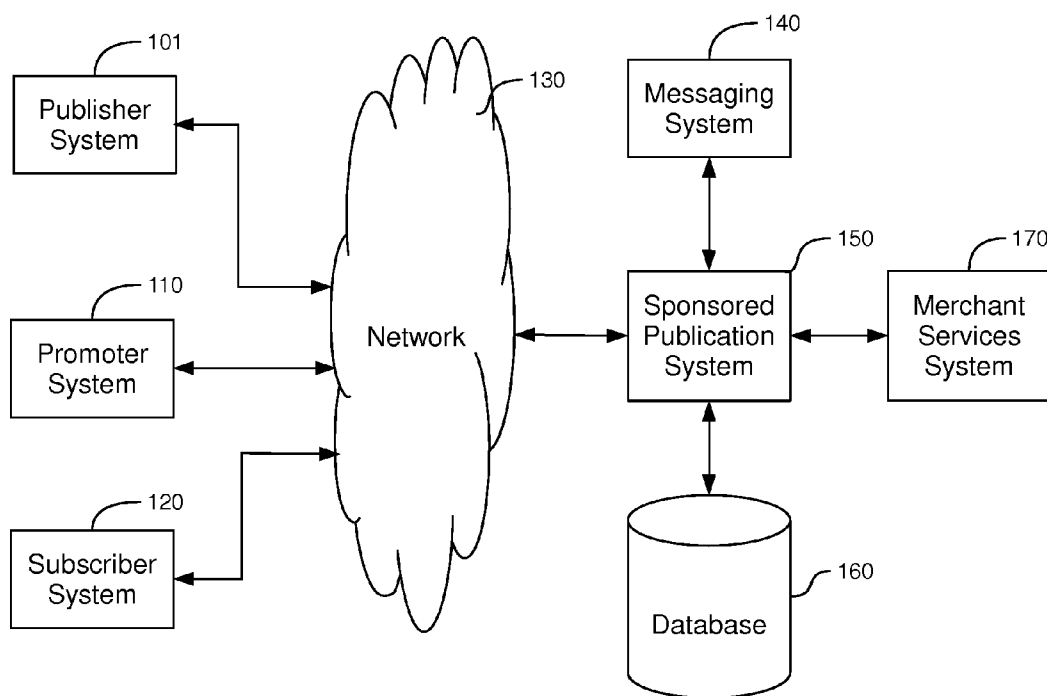 101
Publisher
System
110
Promoter
System
120
Subscriber
System
130
Network
140
Messaging
System
150
Sponsored
Publication
System
170
Merchant
Services
System
160
Database